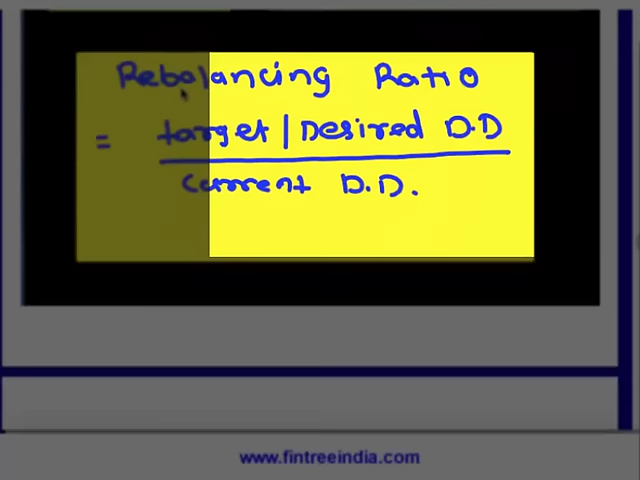 Rebalancing Ratio
= target / Desired D.D
current D.D.
www.fintreeindia.com